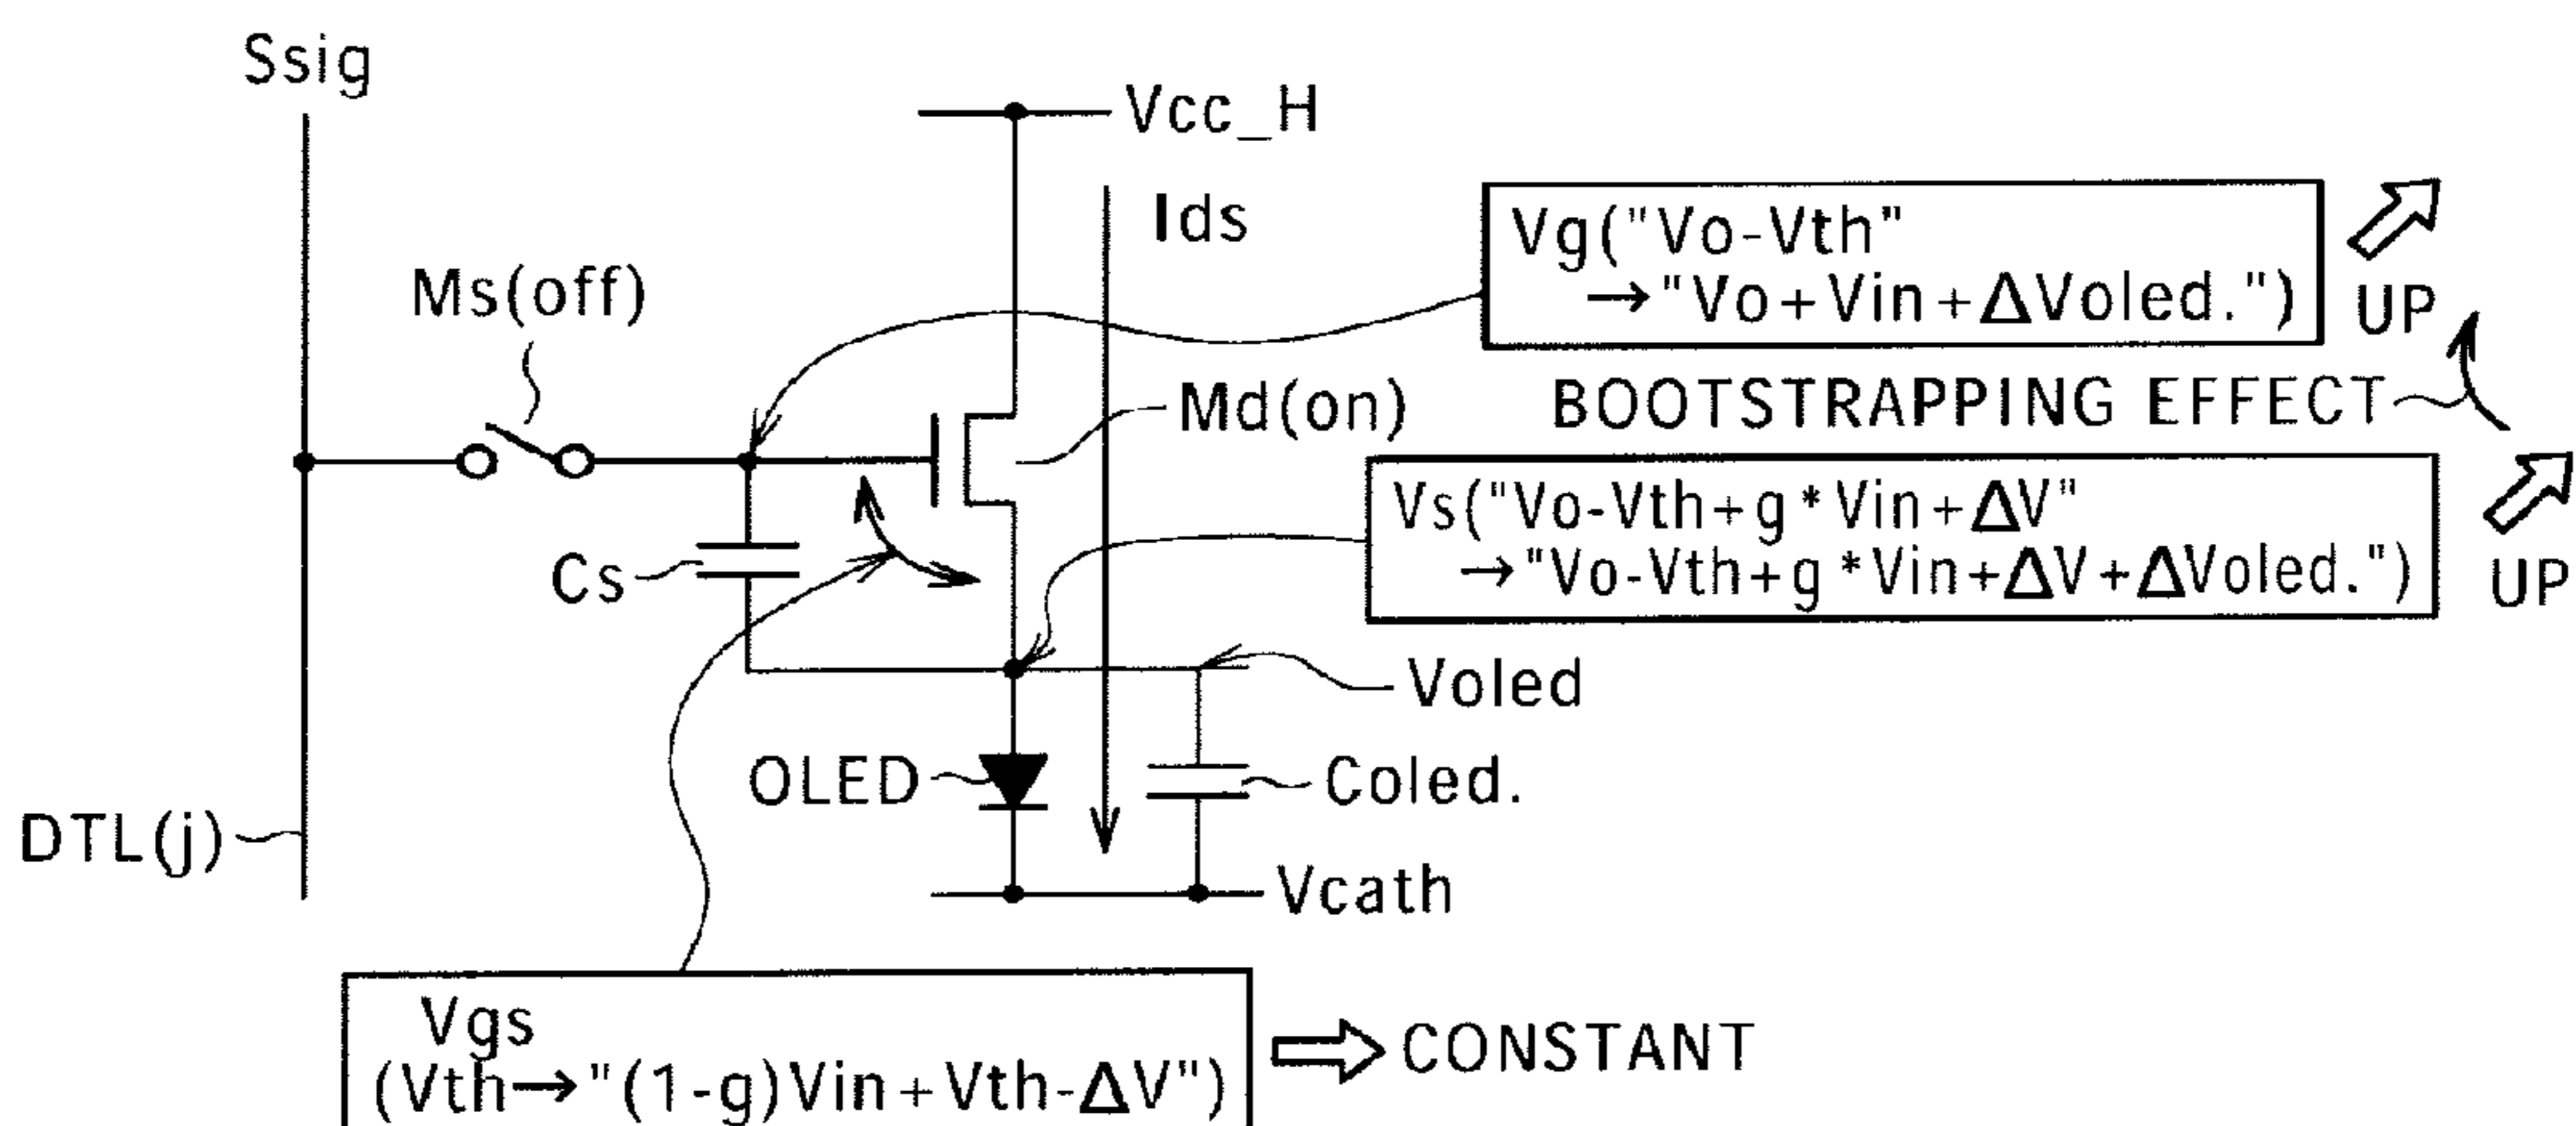 Ssig
Vcc_H
Ids
Vg("Vo-Vth"
→"Vo+Vin+ΔVoled.")
UP
Ms(off)
Md(on)
BOOTSTRAPPING EFFECT
Vs("Vo-Vth+g*Vin+ΔV"
→"Vo-Vth+g*Vin+ΔV+ΔVoled.")
UP
Cs
Voled
OLED
Coled.
DTL(j)
Vcath
Vgs
(Vth→"(1-g)Vin+Vth-ΔV")
CONSTANT